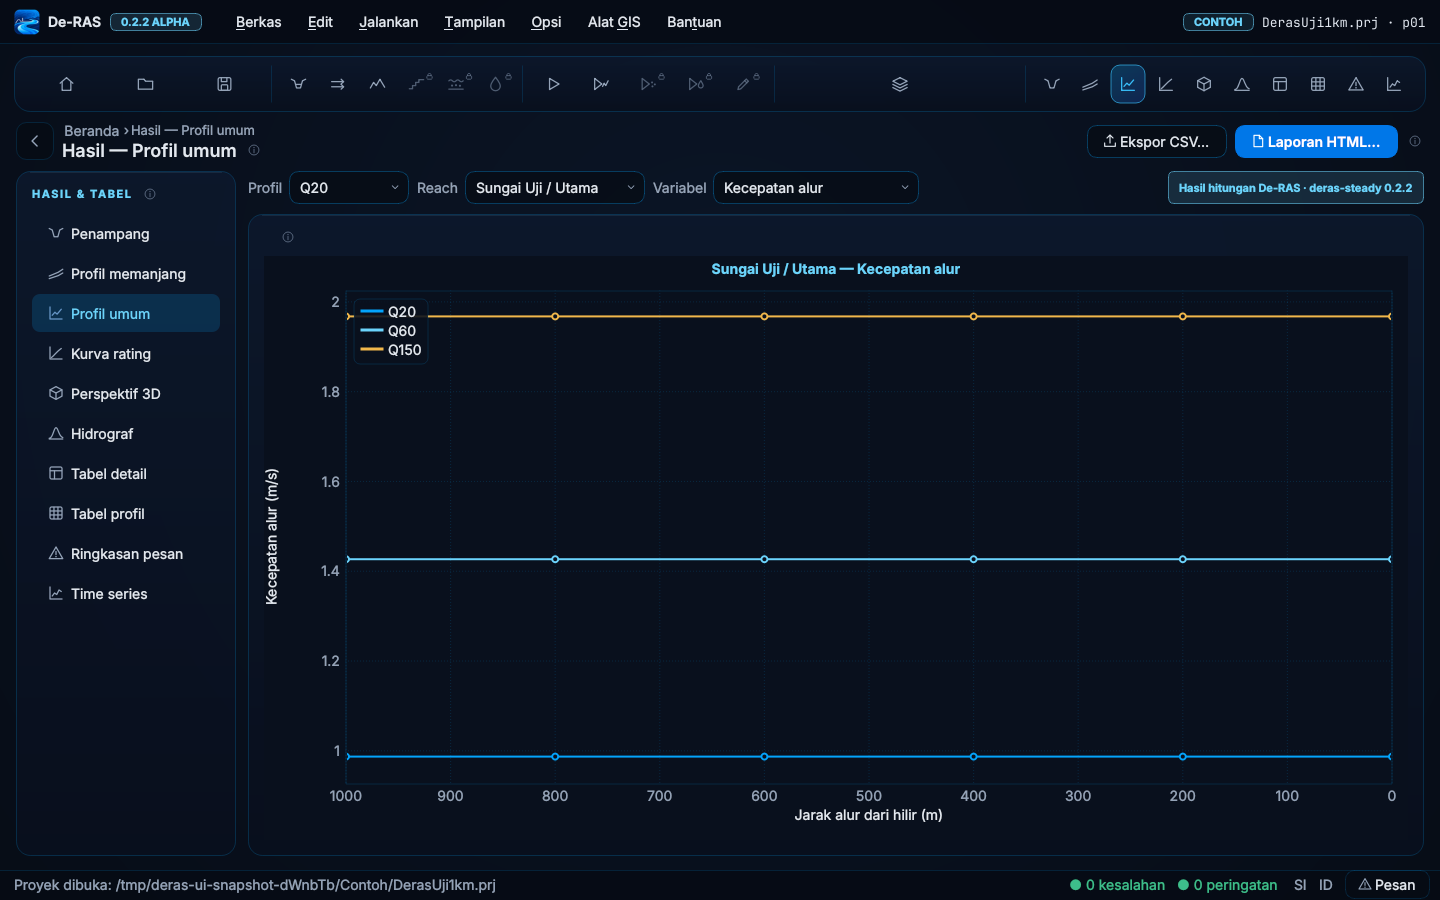 De-RAS 0.2.2 ALPHA Berkas Edit Jalankan Tampilan Opsi Alat GIS Bantuan CONTOH DerasUji1km.prj · p01
Beranda › Hasil — Profil umum
Hasil — Profil umum
Ekspor CSV... Laporan HTML...
HASIL & TABEL
Penampang
Profil memanjang
Profil umum
Kurva rating
Perspektif 3D
Hidrograf
Tabel detail
Tabel profil
Ringkasan pesan
Time series
Profil Q20 Reach Sungai Uji / Utama Variabel Kecepatan alur
Hasil hitungan De-RAS · deras-steady 0.2.2
Sungai Uji / Utama — Kecepatan alur
Q20
Q60
Q150
2
1.8
1.6
1.4
1.2
1
Kecepatan alur (m/s)
1000 900 800 700 600 500 400 300 200 100 0
Jarak alur dari hilir (m)
Proyek dibuka: /tmp/deras-ui-snapshot-dWnbTb/Contoh/DerasUji1km.prj
0 kesalahan 0 peringatan SI ID Pesan